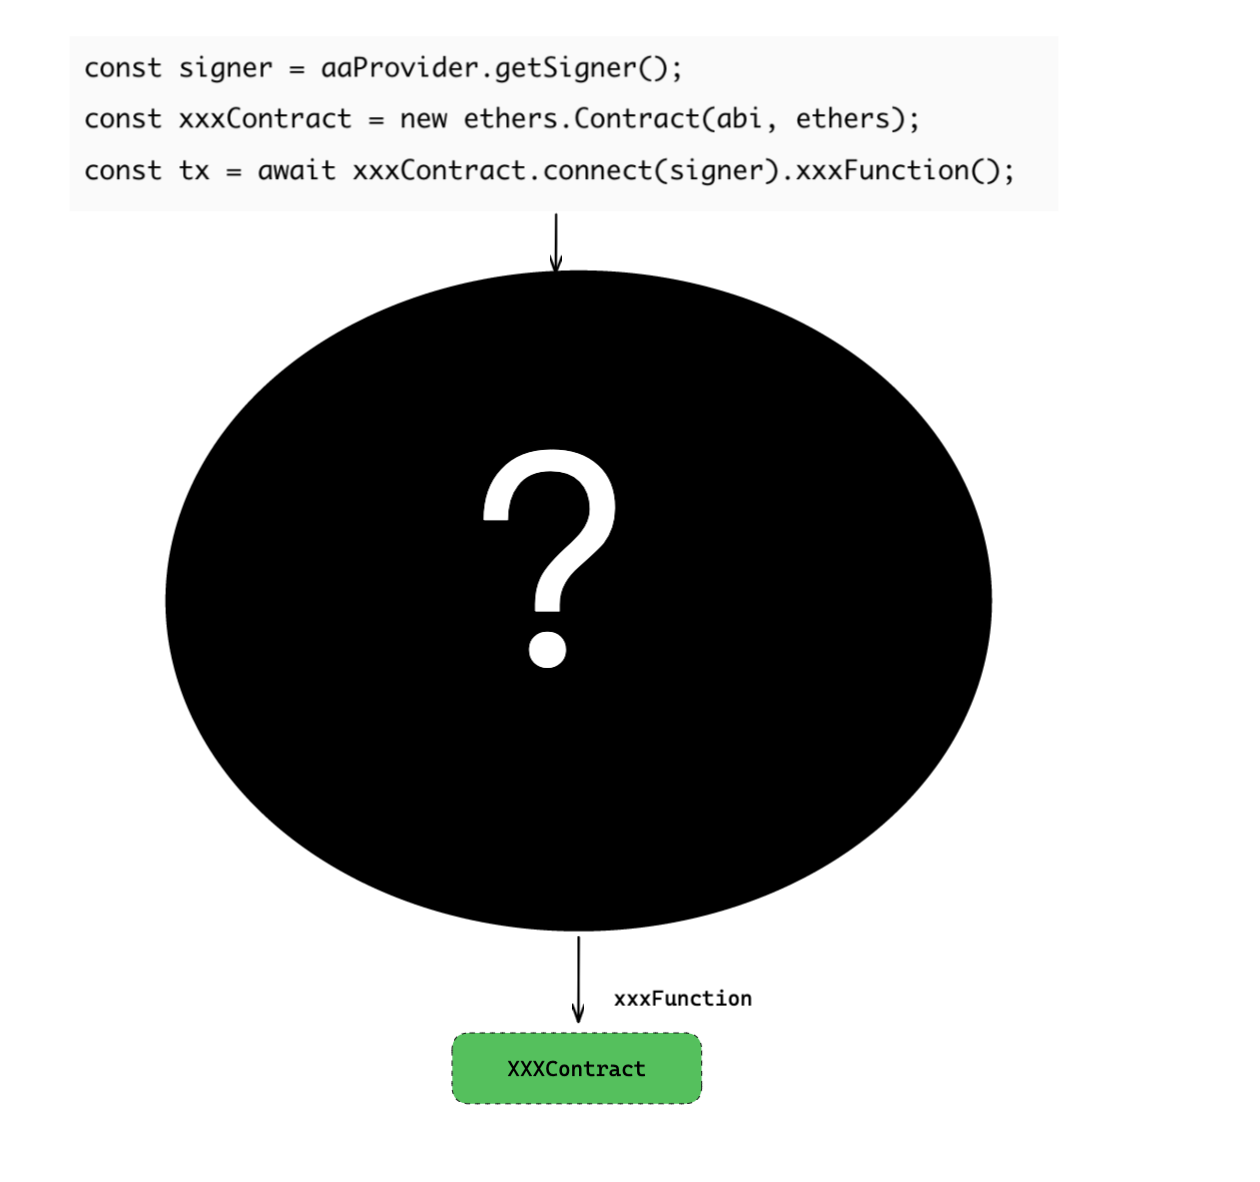 const signer = aaProvider.getSigner();
const xxxContract = new ethers.Contract(abi, ethers);
const tx = await xxxContract.connect(signer).xxxFunction();
?
xxxFunction
XXXContract